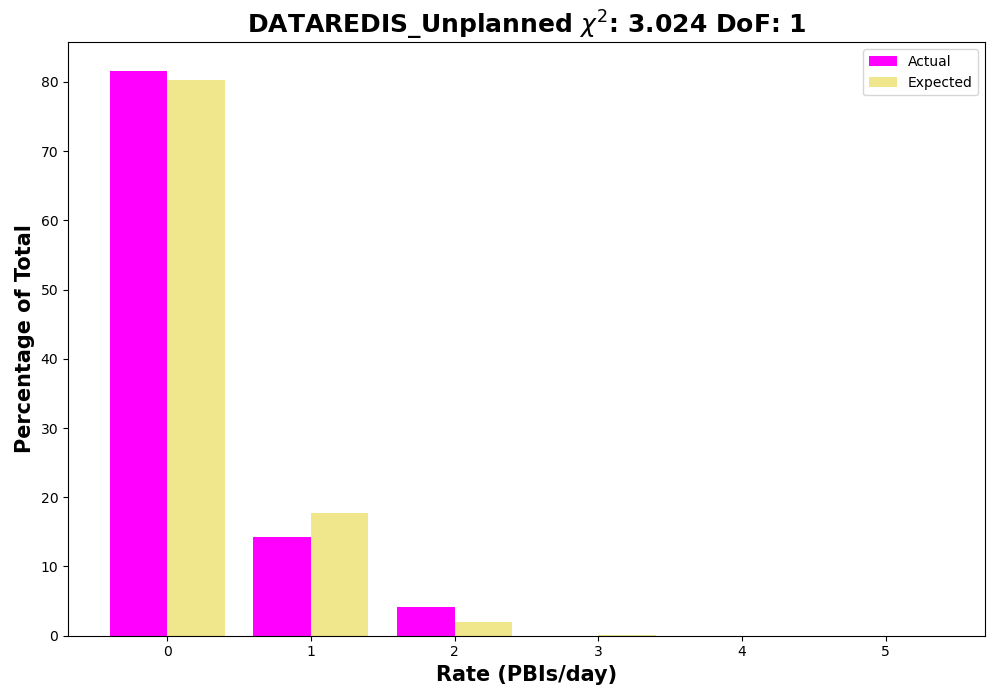 DATAREDIS_Unplanned χ²: 3.024 DoF: 1
Actual
Expected
Percentage of Total
80
70
60
50
40
30
20
10
0
0 1 2 3 4 5
Rate (PBIs/day)